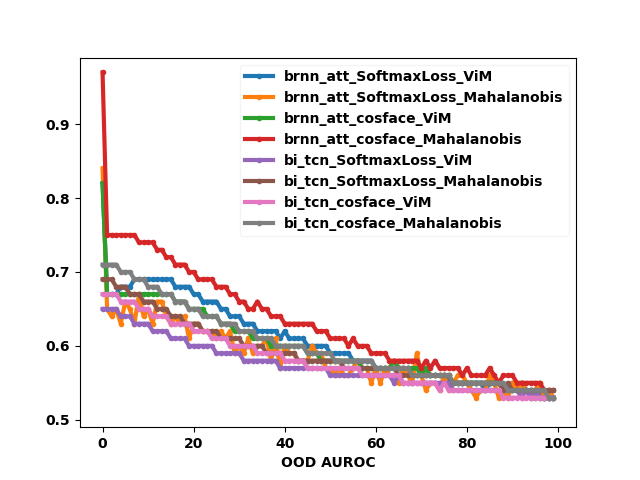 brnn_att_SoftmaxLoss_ViM
brnn_att_SoftmaxLoss_Mahalanobis
brnn_att_cosface_ViM
brnn_att_cosface_Mahalanobis
bi_tcn_SoftmaxLoss_ViM
bi_tcn_SoftmaxLoss_Mahalanobis
bi_tcn_cosface_ViM
bi_tcn_cosface_Mahalanobis
0.9
0.8
0.7
0.6
0.5
0 20 40 60 80 100
OOD AUROC